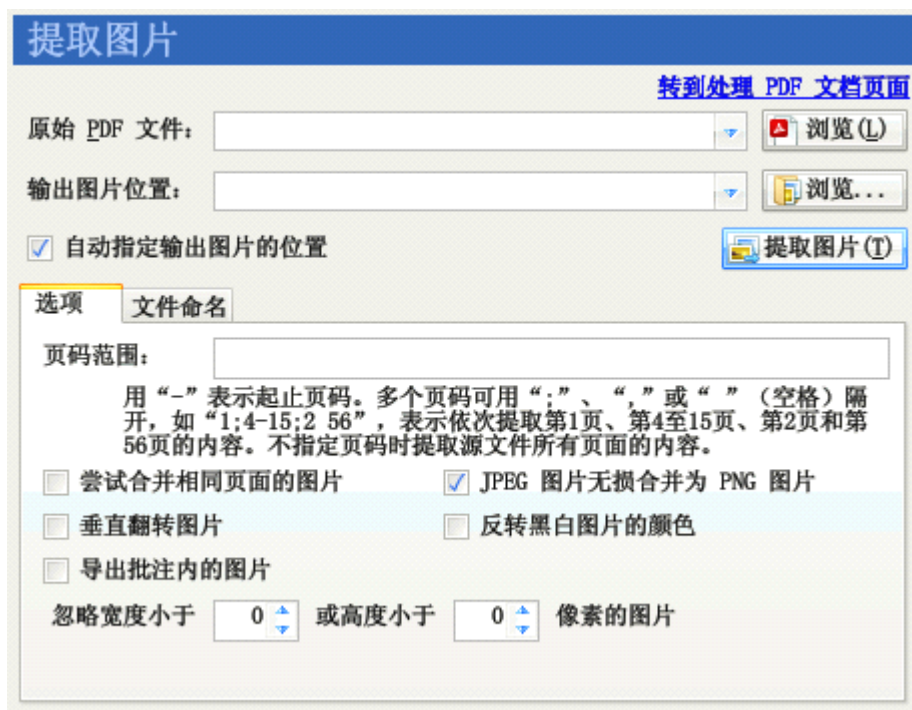 提取图片
转到处理 PDF 文档页面
原始 PDF 文件：
浏览(L)
输出图片位置：
浏览...
自动指定输出图片的位置
提取图片(T)
选项
文件命名
页码范围：
用“-”表示起止页码。多个页码可用“;”、“,”或“ ”（空格）隔
开，如“1;4-15;2 56”，表示依次提取第1页、第4至15页、第2页和第
56页的内容。不指定页码时提取源文件所有页面的内容。
尝试合并相同页面的图片
JPEG 图片无损合并为 PNG 图片
垂直翻转图片
反转黑白图片的颜色
导出批注内的图片
忽略宽度小于 0 或高度小于 0 像素的图片